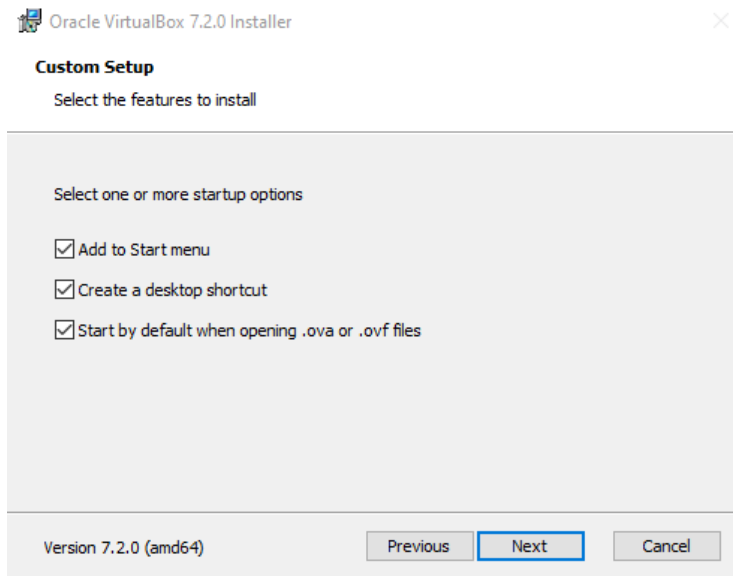 Oracle VirtualBox 7.2.0 Installer
Custom Setup
Select the features to install
Select one or more startup options
Add to Start menu
Create a desktop shortcut
Start by default when opening .ova or .ovf files
Version 7.2.0 (amd64) Previous Next Cancel